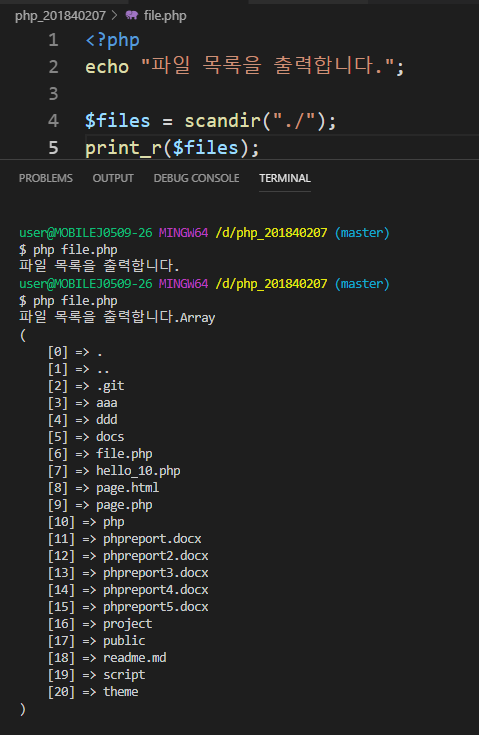 php_201840207 > file.php
1 <?php
2 echo "파일 목록을 출력합니다.";
3
4 $files = scandir("./");
5 print_r($files);
PROBLEMS OUTPUT DEBUG CONSOLE TERMINAL
user@MOBILEJ0509-26 MINGW64 /d/php_201840207 (master)
$ php file.php
파일 목록을 출력합니다.
user@MOBILEJ0509-26 MINGW64 /d/php_201840207 (master)
$ php file.php
파일 목록을 출력합니다.Array
(
    [0] => .
    [1] => ..
    [2] => .git
    [3] => aaa
    [4] => ddd
    [5] => docs
    [6] => file.php
    [7] => hello_10.php
    [8] => page.html
    [9] => page.php
    [10] => php
    [11] => phpreport.docx
    [12] => phpreport2.docx
    [13] => phpreport3.docx
    [14] => phpreport4.docx
    [15] => phpreport5.docx
    [16] => project
    [17] => public
    [18] => readme.md
    [19] => script
    [20] => theme
)